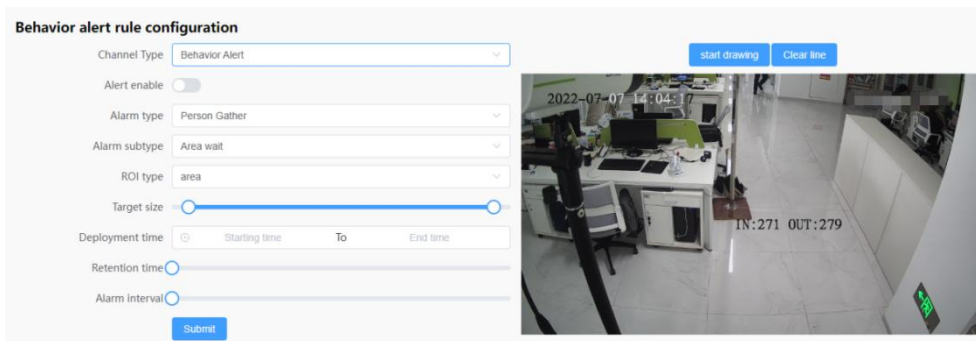 Behavior alert rule configuration
Channel Type Behavior Alert
Alert enable
Alarm type Person Gather
Alarm subtype Area wait
ROI type area
Target size
Deployment time Starting time To End time
Retention time
Alarm interval
Submit
start drawing Clear line
2022-07-07 14:04:17
IN:271 OUT:279